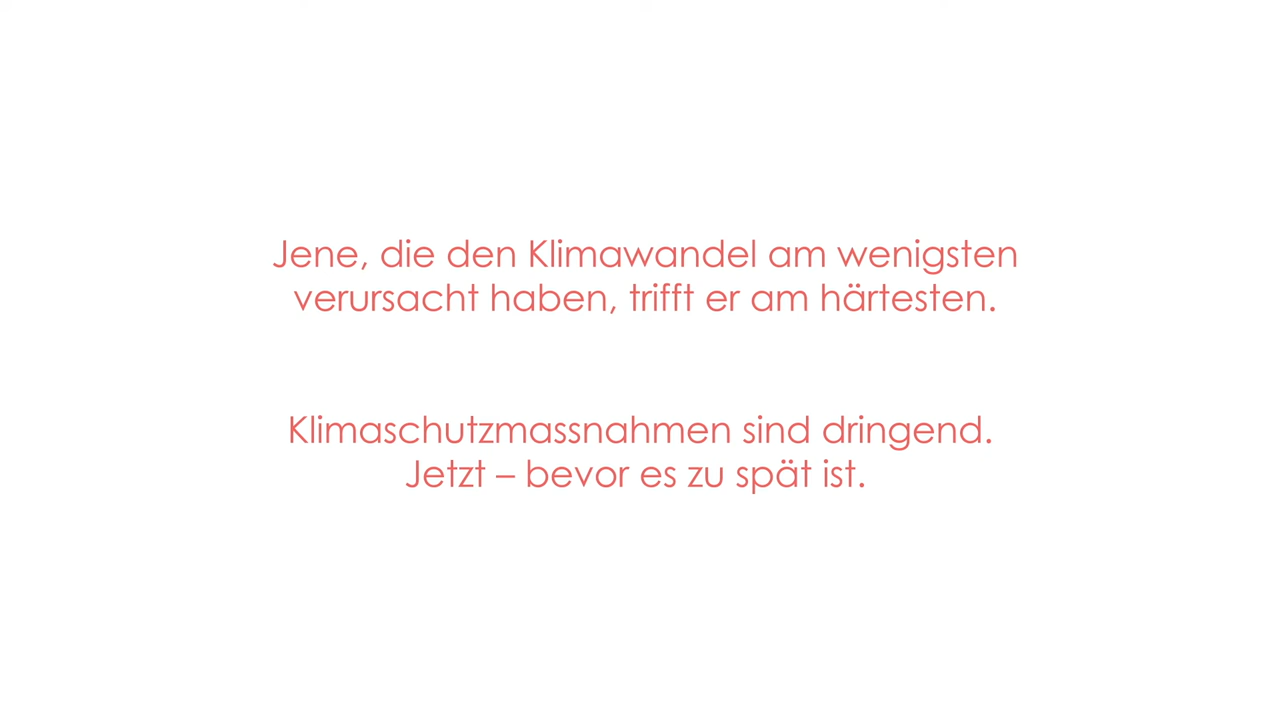 Jene, die den Klimawandel am wenigsten
verursacht haben, trifft er am härtesten.
Klimaschutzmassnahmen sind dringend.
Jetzt – bevor es zu spät ist.